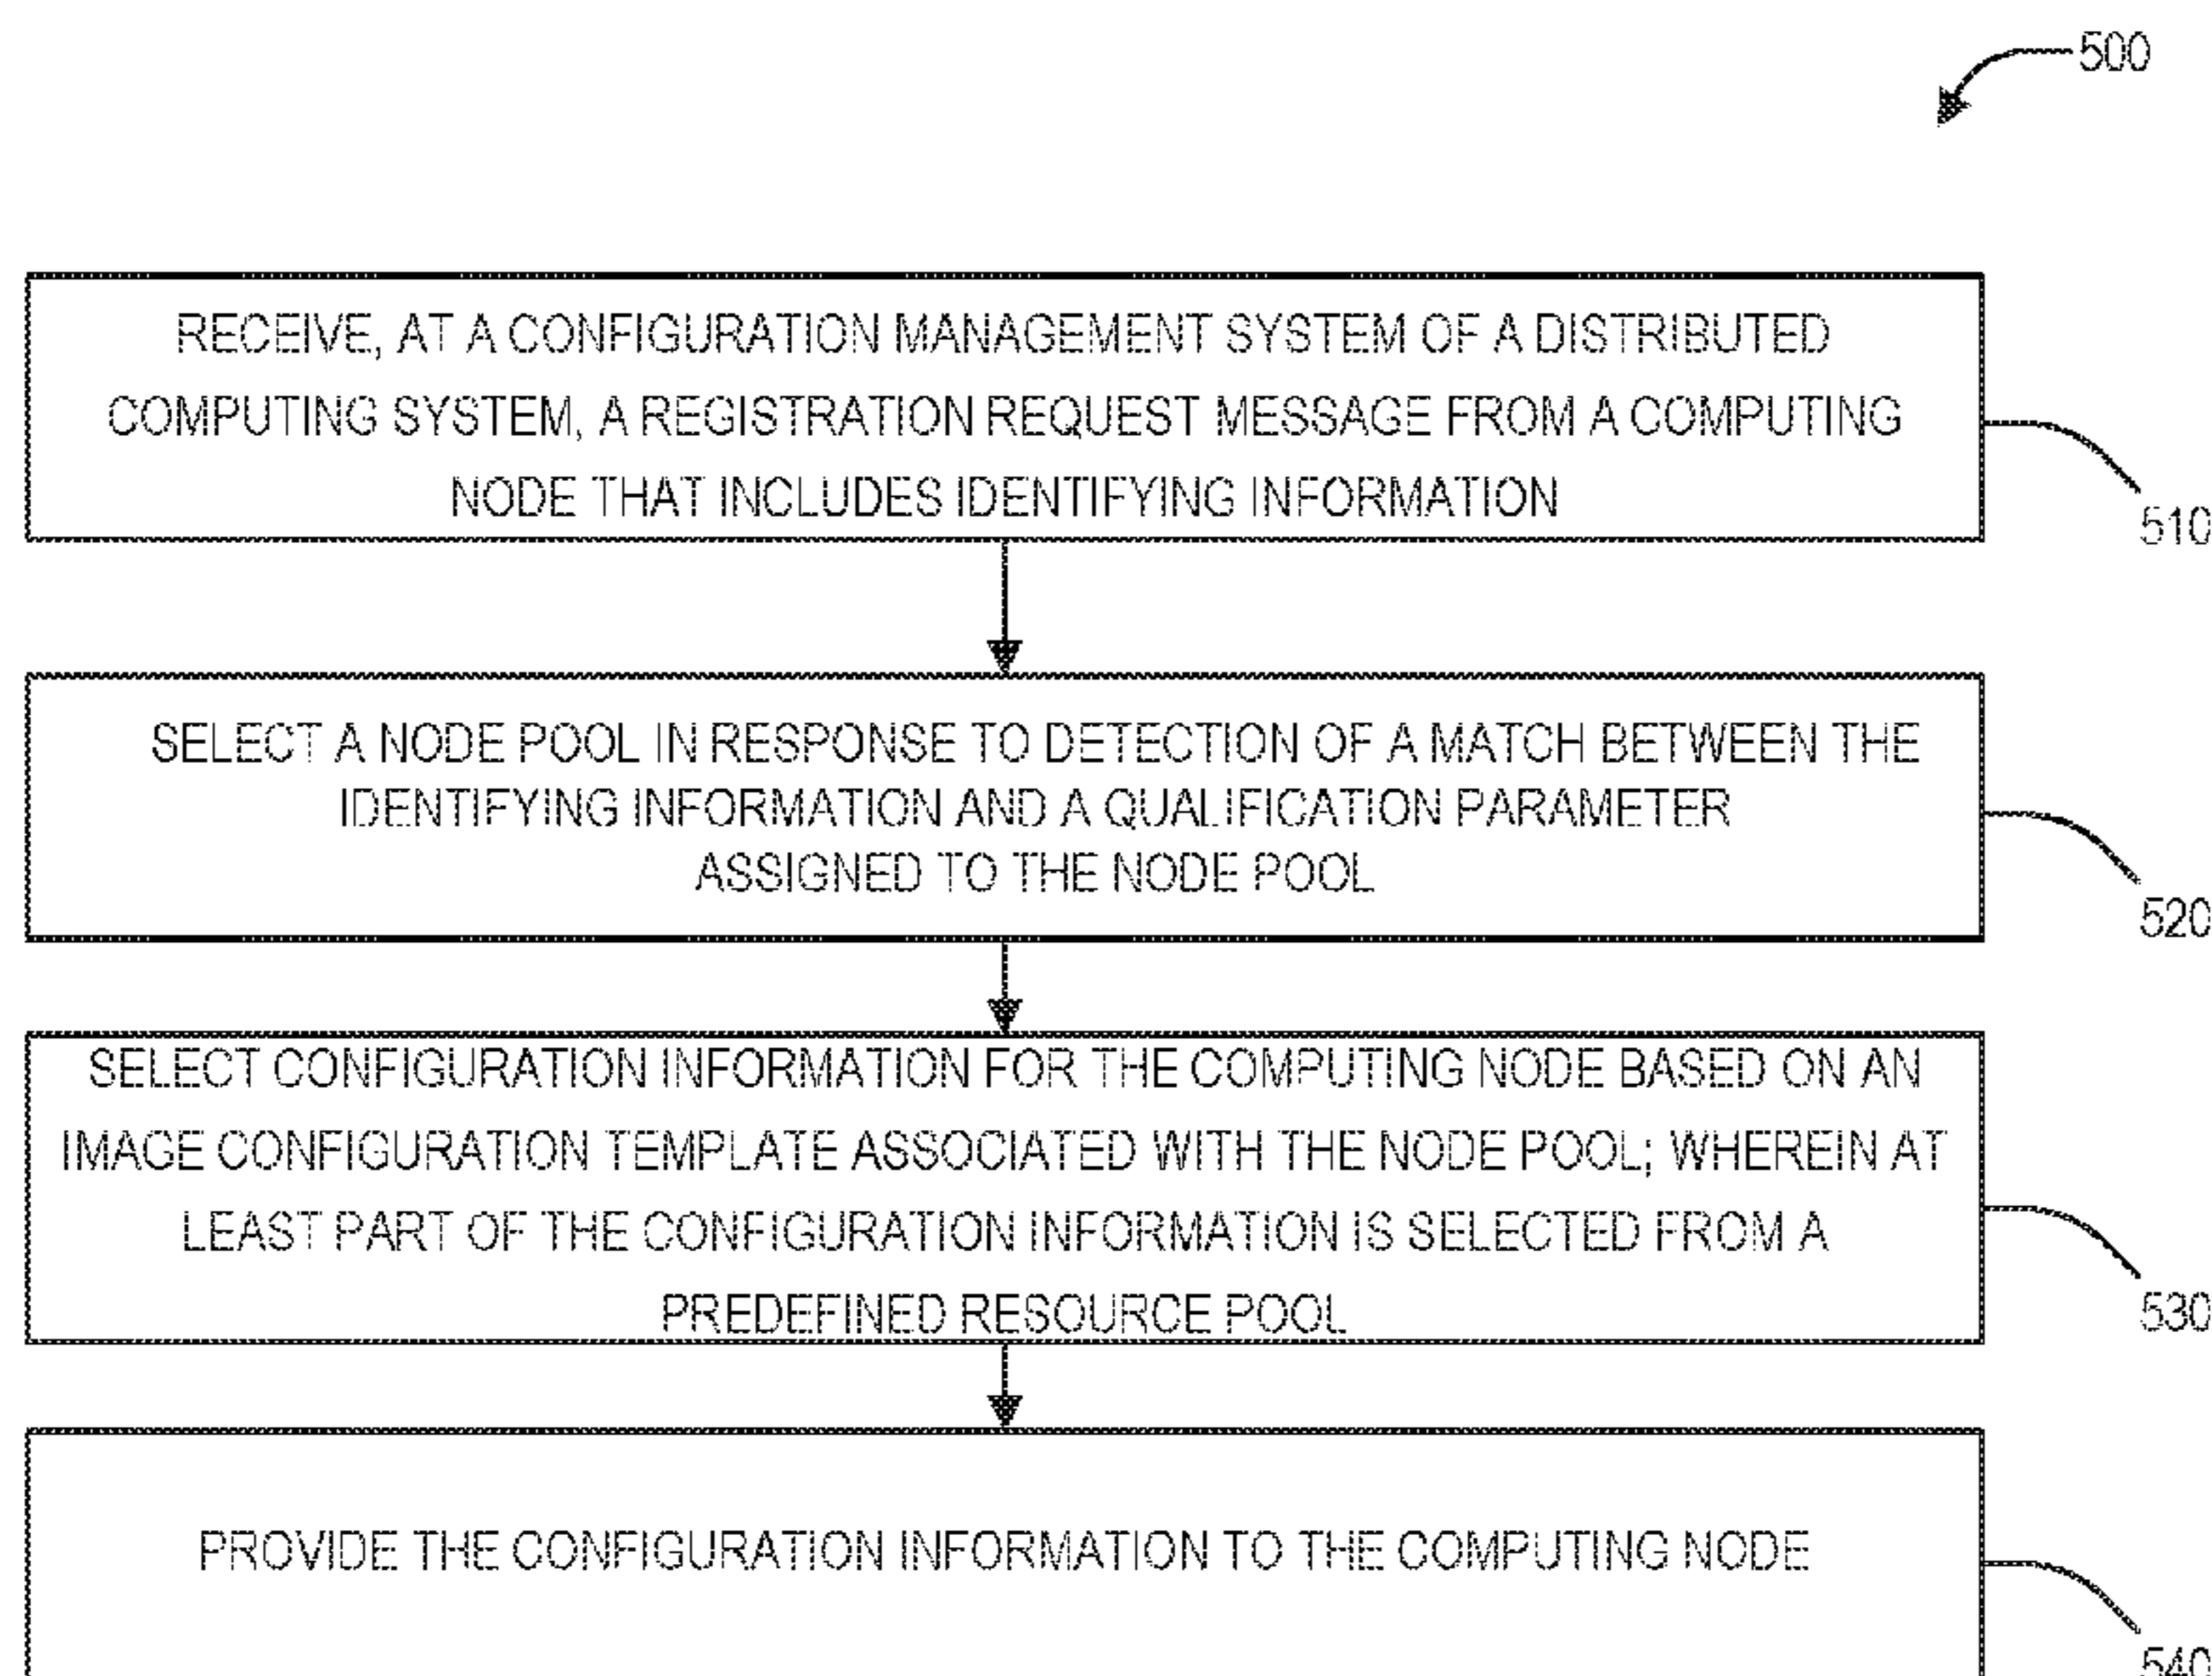 500
RECEIVE, AT A CONFIGURATION MANAGEMENT SYSTEM OF A DISTRIBUTED
COMPUTING SYSTEM, A REGISTRATION REQUEST MESSAGE FROM A COMPUTING
NODE THAT INCLUDES IDENTIFYING INFORMATION
510
SELECT A NODE POOL IN RESPONSE TO DETECTION OF A MATCH BETWEEN THE
IDENTIFYING INFORMATION AND A QUALIFICATION PARAMETER
ASSIGNED TO THE NODE POOL
520
SELECT CONFIGURATION INFORMATION FOR THE COMPUTING NODE BASED ON AN
IMAGE CONFIGURATION TEMPLATE ASSOCIATED WITH THE NODE POOL; WHEREIN AT
LEAST PART OF THE CONFIGURATION INFORMATION IS SELECTED FROM A
PREDEFINED RESOURCE POOL
530
PROVIDE THE CONFIGURATION INFORMATION TO THE COMPUTING NODE
540